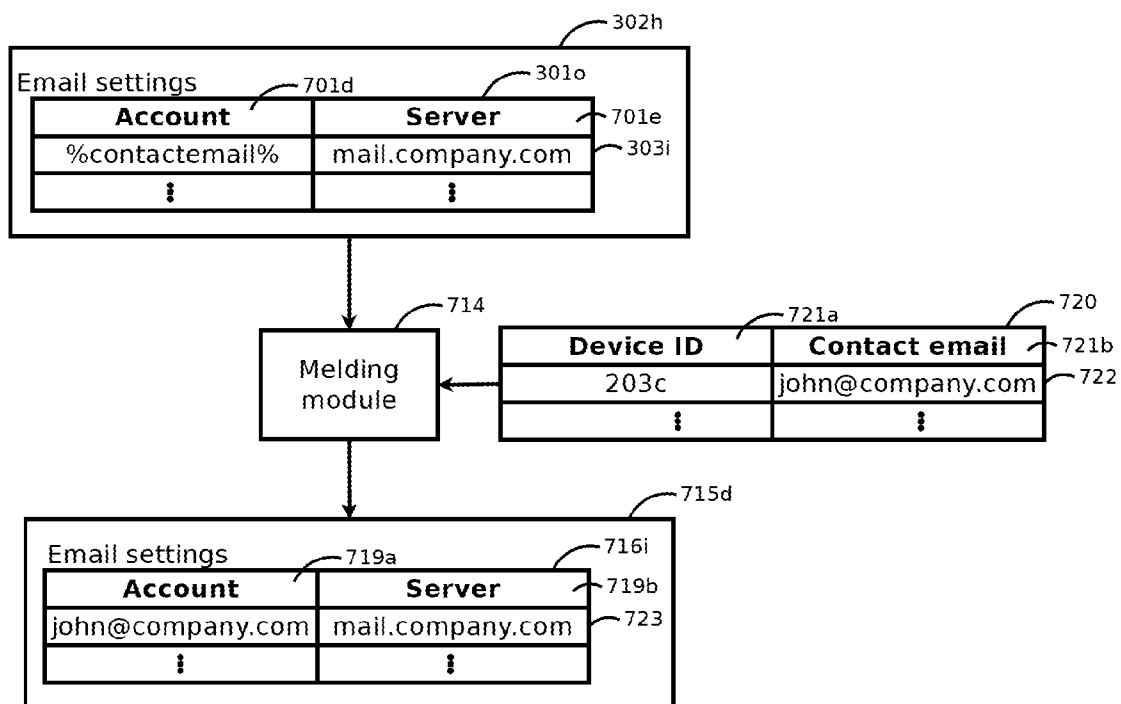 302h
Email settings
701d
301o
Account
Server
701e
%contactemail%
mail.company.com
303i
714
Melding
module
720
721a
Device ID
Contact email
721b
203c
john@company.com
722
715d
Email settings
719a
716i
Account
Server
719b
john@company.com
mail.company.com
723